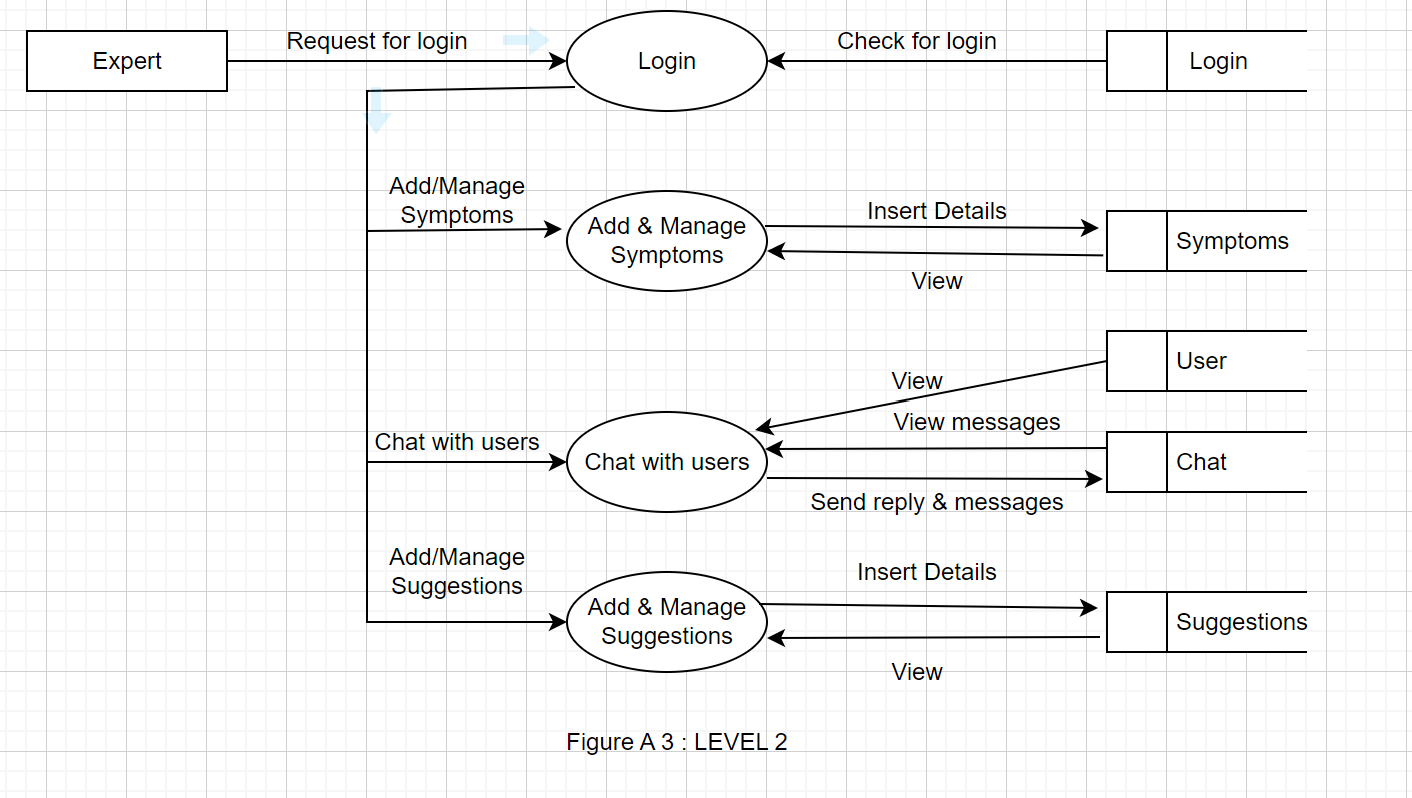 Expert
Request for login
Login
Check for login
Login
Add/Manage
Symptoms
Add & Manage
Symptoms
Insert Details
View
Symptoms
User
View
View messages
Chat with users
Chat with users
Chat
Send reply & messages
Add/Manage
Suggestions
Add & Manage
Suggestions
Insert Details
View
Suggestions
Figure A 3 : LEVEL 2